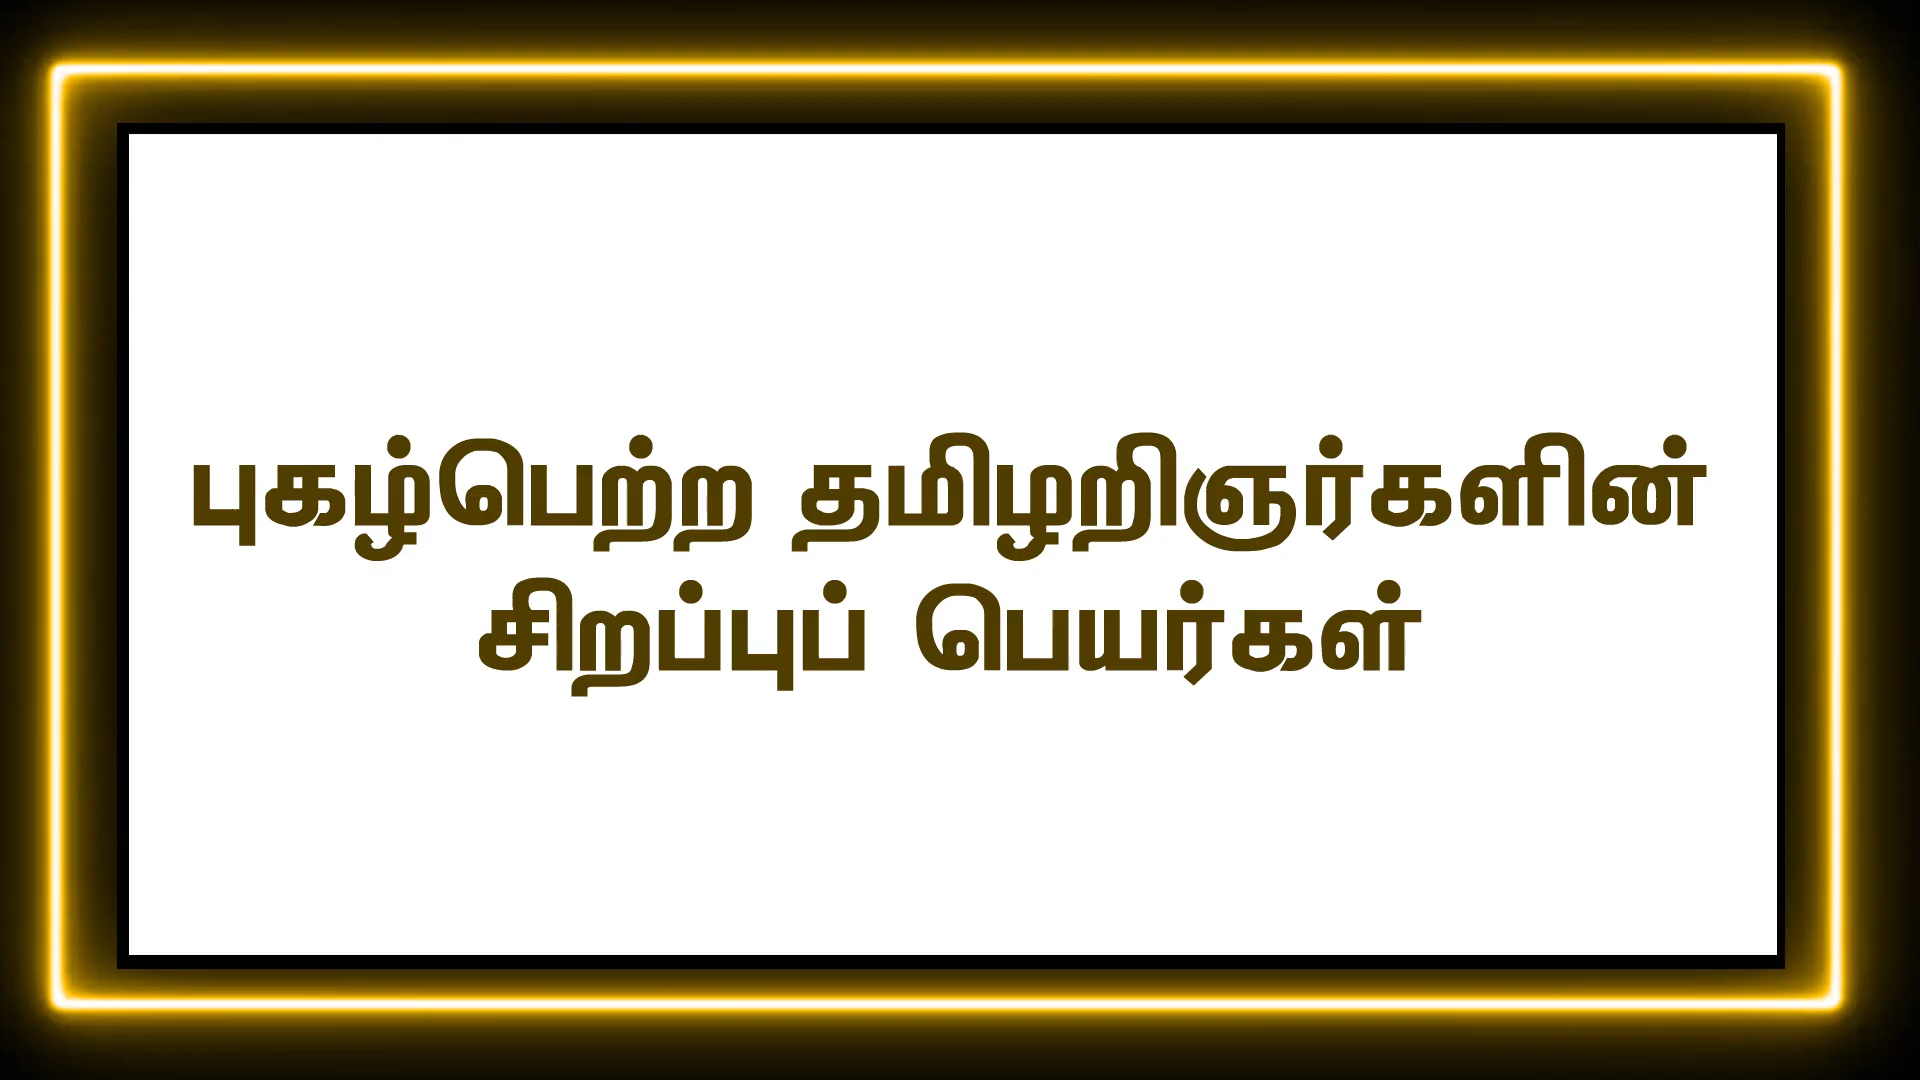 புகழ்பெற்ற தமிழறிஞர்களின்
சிறப்புப் பெயர்கள்